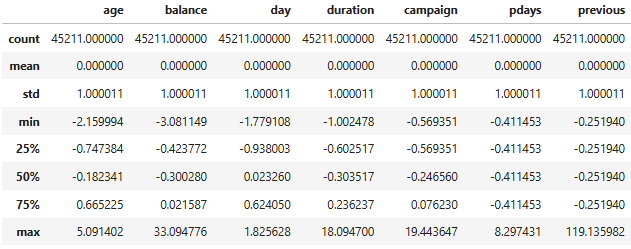 age balance day duration campaign pdays previous
count 45211.000000 45211.000000 45211.000000 45211.000000 45211.000000 45211.000000 45211.000000
mean 0.000000 0.000000 0.000000 0.000000 0.000000 0.000000 0.000000
std 1.000011 1.000011 1.000011 1.000011 1.000011 1.000011 1.000011
min -2.159994 -3.081149 -1.779108 -1.002478 -0.569351 -0.411453 -0.251940
25% -0.747384 -0.423772 -0.938003 -0.602517 -0.569351 -0.411453 -0.251940
50% -0.182341 -0.300280 0.023260 -0.303517 -0.246560 -0.411453 -0.251940
75% 0.665225 0.021587 0.624050 0.236237 0.076230 -0.411453 -0.251940
max 5.091402 33.094776 1.825628 18.094700 19.443647 8.297431 119.135982